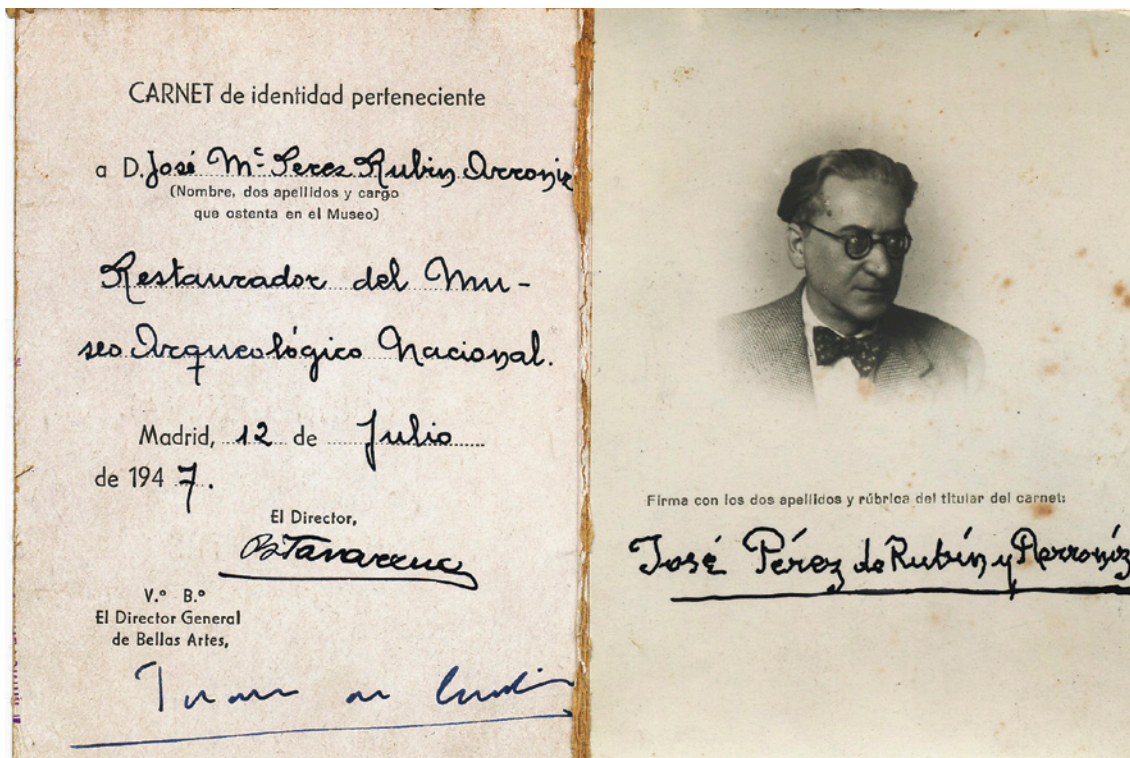 CARNET de identidad perteneciente
a D. José Mª Perez Rubin Arroniz
(Nombre, dos apellidos y cargo
que ostenta en el Museo)
Restaurador del Mu-
seo Arqueológico Nacional.
Madrid, 12 de Julio
de 1947.
El Director,
V.º B.º
El Director General
de Bellas Artes,
Firma con los dos apellidos y rúbrica del titular del carnet:
José Pérez de Rubín y Arroníz